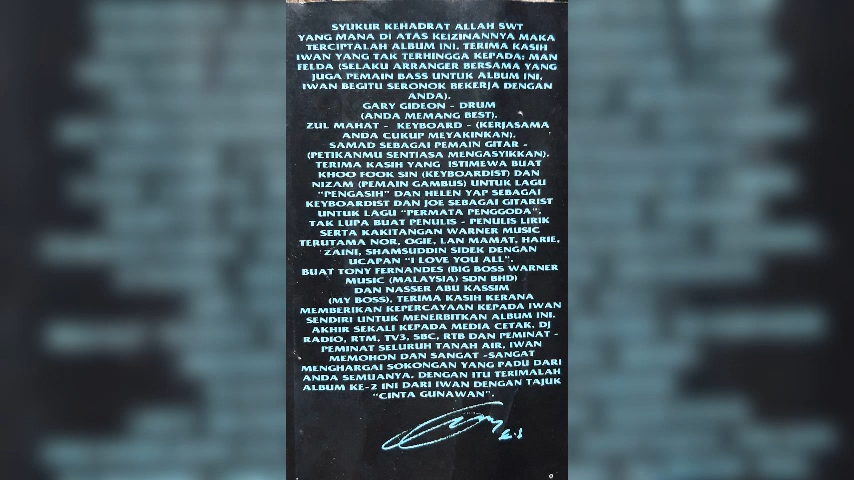 SYUKUR KEHADRAT ALLAH SWT
YANG MANA DI ATAS KEIZINANNYA MAKA
TERCIPTALAH ALBUM INI. TERIMA KASIH
IWAN YANG TAK TERHINGGA KEPADA; MAN
FELDA (SELAKU ARRANGER BERSAMA YANG
JUGA PEMAIN BASS UNTUK ALBUM INI,
IWAN BEGITU SERONOK BEKERJA DENGAN
ANDA).
GARY GIDEON - DRUM
(ANDA MEMANG BEST).
ZUL MAHAT - KEYBOARD - (KERJASAMA
ANDA CUKUP MEYAKINKAN).
SAMAD SEBAGAI PEMAIN GITAR -
(PETIKANMU SENTIASA MENGASYIKKAN).
TERIMA KASIH YANG ISTIMEWA BUAT
KHOO FOOK SIN (KEYBOARDIST) DAN
NIZAM (PEMAIN GAMBUS) UNTUK LAGU
"PENGASIH" DAN HELEN YAP SEBAGAI
KEYBOARDIST DAN JOE SEBAGAI GITARIST
UNTUK LAGU "PERMATA PENGGODA".
TAK LUPA BUAT PENULIS - PENULIS LIRIK
SERTA KAKITANGAN WARNER MUSIC
TERUTAMA NOR, OGIE, LAN MAMAT, HARIE,
ZAINI, SHAMSUDDIN SIDEK DENGAN
UCAPAN "I LOVE YOU ALL".
BUAT TONY FERNANDES (BIG BOSS WARNER
MUSIC (MALAYSIA) SDN BHD)
DAN NASSER ABU KASSIM
(MY BOSS), TERIMA KASIH KERANA
MEMBERIKAN KEPERCAYAAN KEPADA IWAN
SENDIRI UNTUK MENERBITKAN ALBUM INI.
AKHIR SEKALI KEPADA MEDIA CETAK, DJ
RADIO, RTM, TV3, SBC, RTB DAN PEMINAT -
PEMINAT SELURUH TANAH AIR, IWAN
MEMOHON DAN SANGAT -SANGAT
MENGHARGAI SOKONGAN YANG PADU DARI
ANDA SEMUANYA. DENGAN ITU TERIMALAH
ALBUM KE-2 INI DARI IWAN DENGAN TAJUK
"CINTA GUNAWAN".